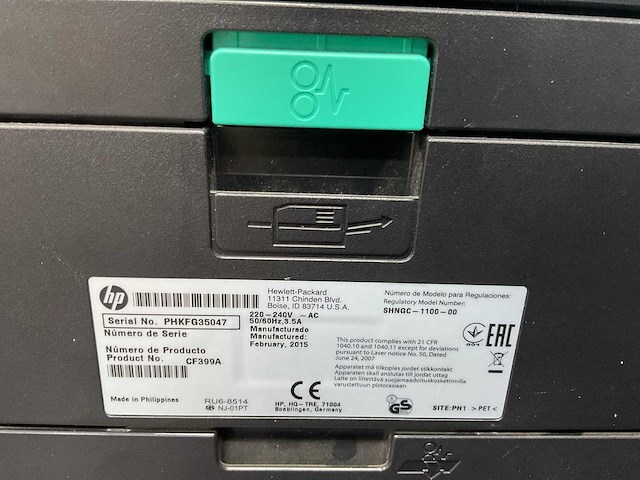 hp
Hewlett-Packard
11311 Chinden Blvd.
Boise, ID 83714 U.S.A.
Serial No. PHKFG35047
Número de Serie
220-240V ~AC
50/60Hz, 3.5A
Manufacturado
Manufactured
February, 2015
Número de Producto
Product No. CF399A
Made in Philippines
RU6-8514
NJ-01PT
Número de Modelo para Regulaciones:
Regulatory Model Number:
SHNGC-1100-00
This product complies with 21 CFR
1040.10 and 1040.11 except for deviations
pursuant to Laser notice No. 50, Dated
June 24, 2007
Apparatet må tilkoples jordet stikkontakt
Apparaten skall anslutas till jordat uttag
Laite on liitettävä suojamaadoituskoskettimilla
varustettuun pistorasiaan
CE
HP, HQ-TRE, 71004
Boeblingen, Germany
GS
EAC
SITE:PH1 >PET<